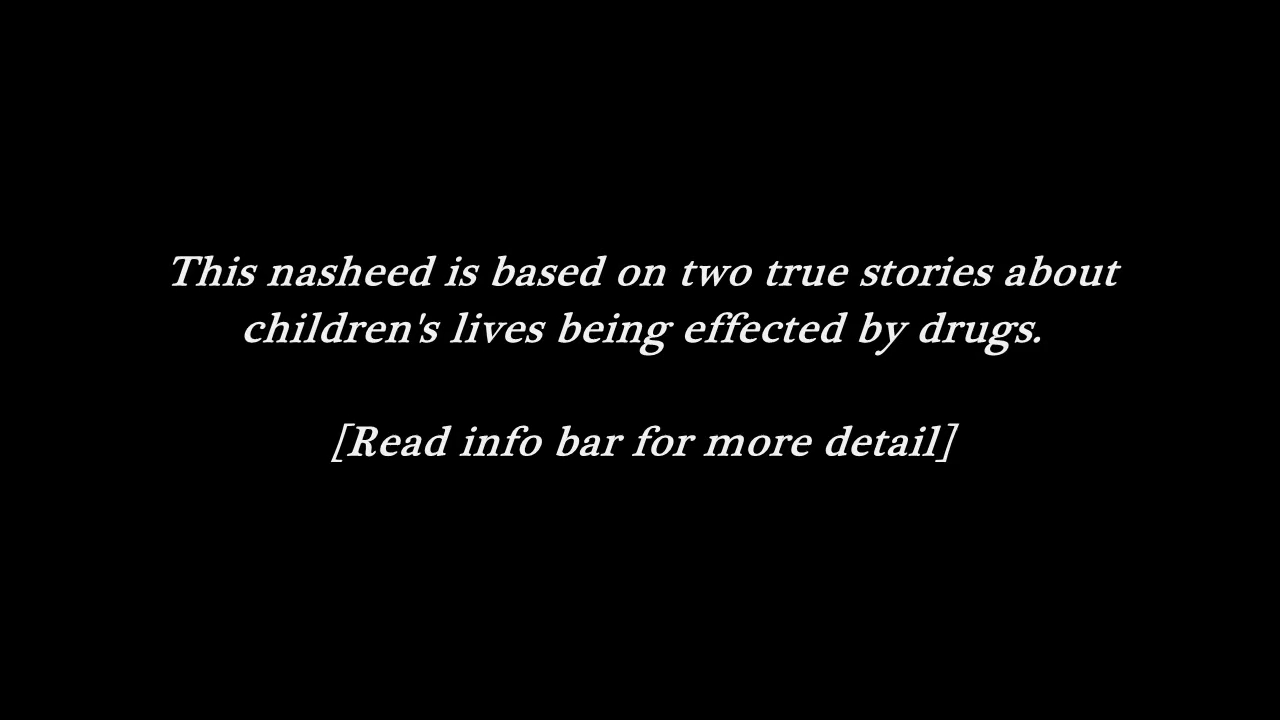 This nasheed is based on two true stories about
children's lives being effected by drugs.
[Read info bar for more detail]